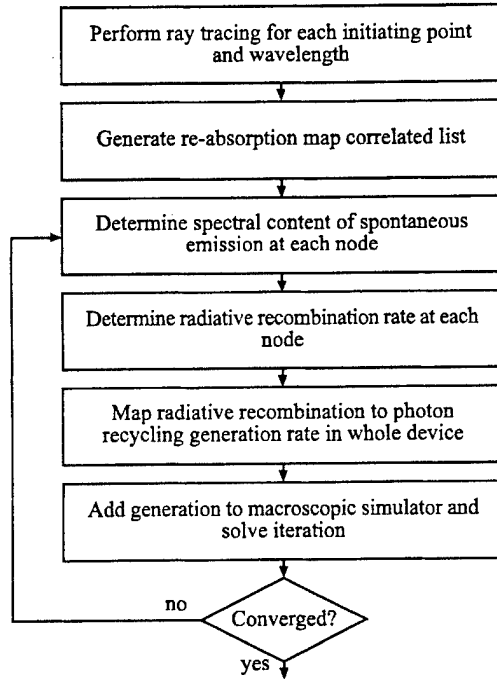 Perform ray tracing for each initiating point
and wavelength
Generate re-absorption map correlated list
Determine spectral content of spontaneous
emission at each node
Determine radiative recombination rate at each
node
Map radiative recombination to photon
recycling generation rate in whole device
Add generation to macroscopic simulator and
solve iteration
no
Converged?
yes